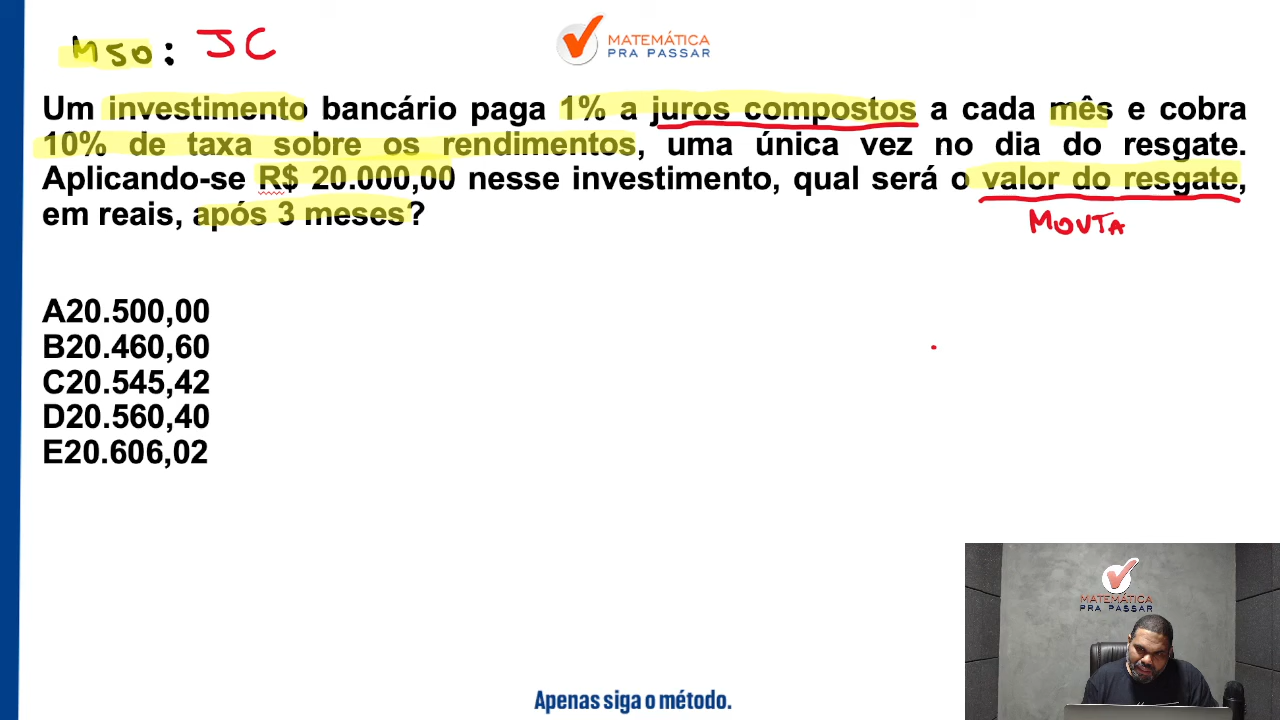 MSO: JC
MATEMÁTICA
PRA PASSAR
Um investimento bancário paga 1% a juros compostos a cada mês e cobra
10% de taxa sobre os rendimentos, uma única vez no dia do resgate.
Aplicando-se R$ 20.000,00 nesse investimento, qual será o valor do resgate,
em reais, após 3 meses?
MOUTA
A20.500,00
B20.460,60
C20.545,42
D20.560,40
E20.606,02
MATEMÁTICA
PRA PASSAR
Apenas siga o método.